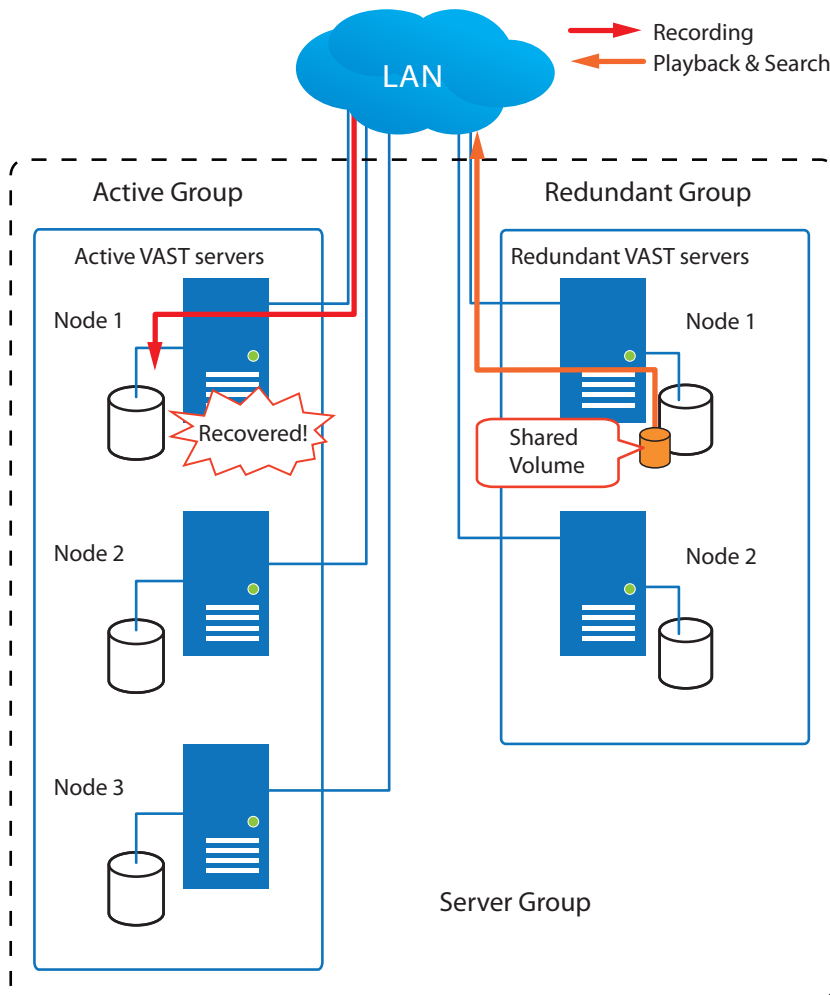 Recording
Playback & Search
LAN
Active Group
Redundant Group
Active VAST servers
Redundant VAST servers
Node 1
Node 1
Recovered!
Shared
Volume
Node 2
Node 2
Node 3
Server Group